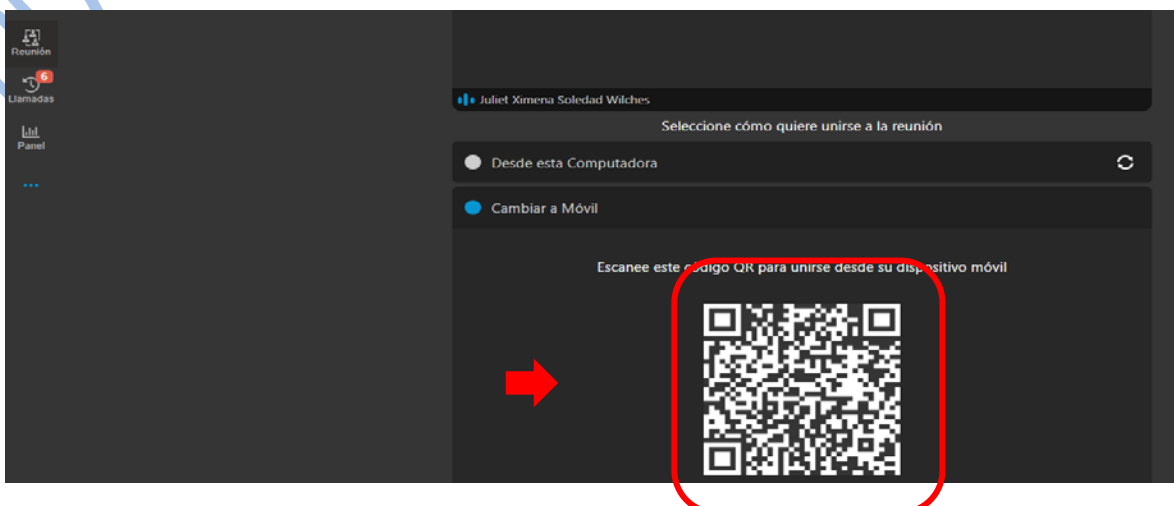 Reunión
6
Llamadas
Panel
Juliet Ximena Soledad Wilches
Seleccione cómo quiere unirse a la reunión
Desde esta Computadora
Cambiar a Móvil
Escanee este código QR para unirse desde su dispositivo móvil